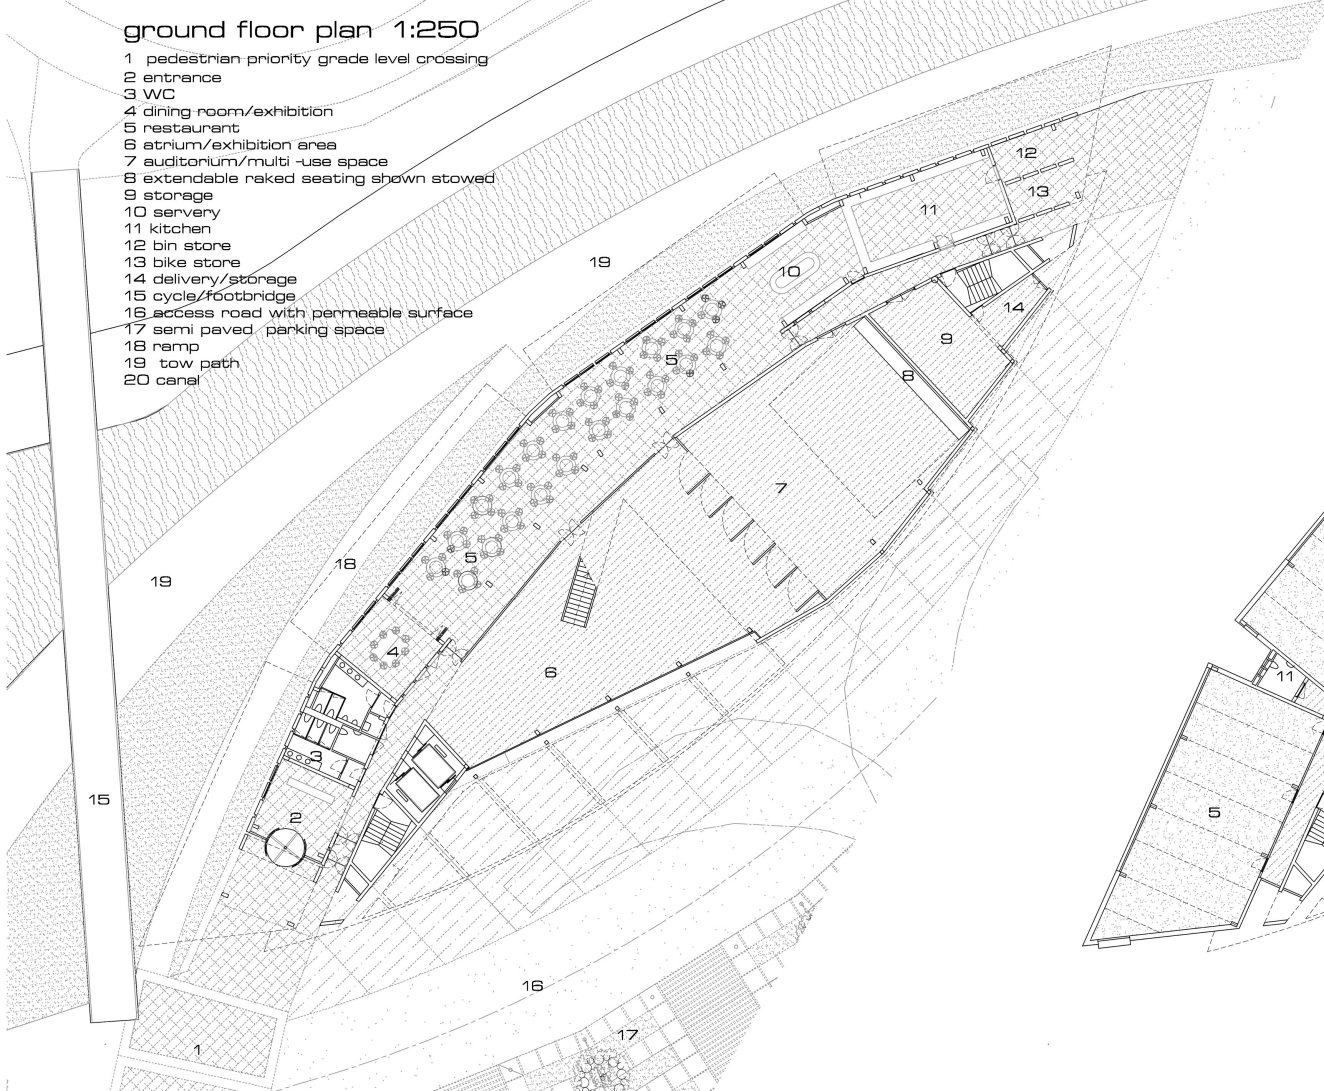 ground floor plan 1:250
1 pedestrian priority grade level crossing
2 entrance
3 WC
4 dining room/exhibition
5 restaurant
6 atrium/exhibition area
7 auditorium/multi -use space
8 extendable raked seating shown stowed
9 storage
10 servery
11 kitchen
12 bin store
13 bike store
14 delivery/storage
15 cycle/footbridge
16 access road with permeable surface
17 semi paved parking space
18 ramp
19 tow path
20 canal
12
13
11
19
10
14
9
5
8
7
5
18
19
4
6
11
3
15
2
5
16
17
1